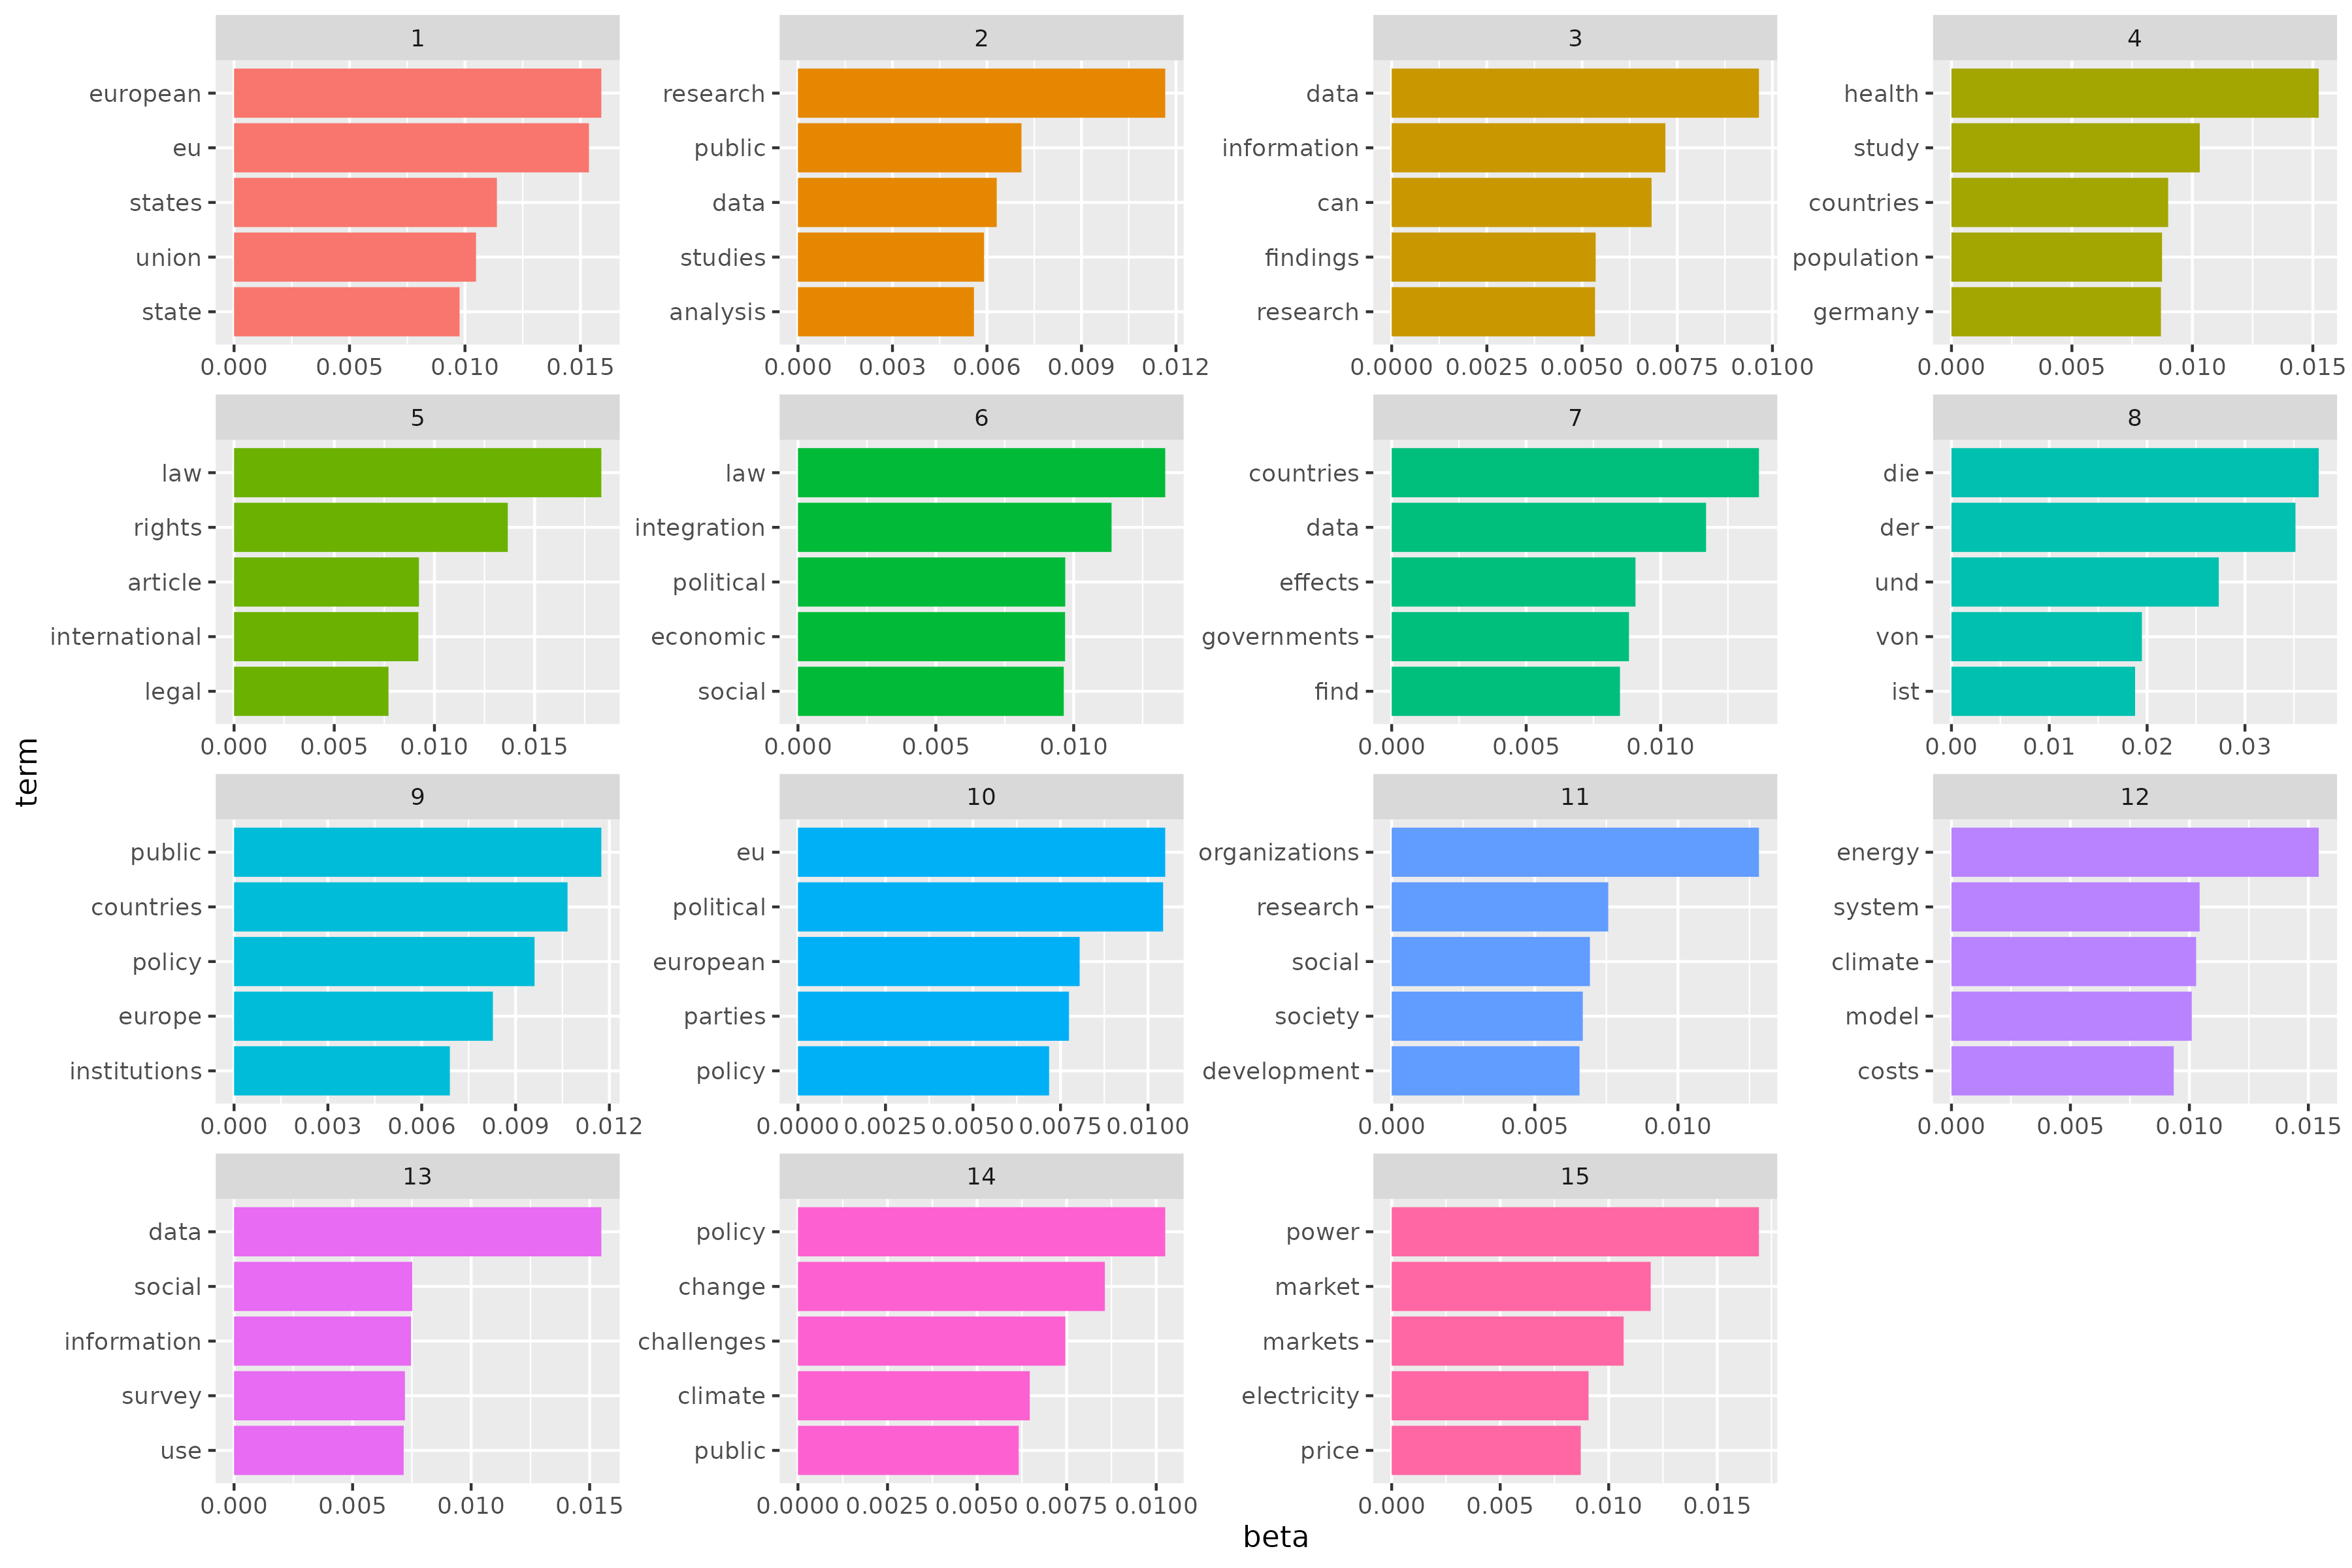 1 2 3 4
european research data health
eu public information study
states data can countries
union studies findings population
state analysis research germany
0.000 0.005 0.010 0.015 0.000 0.003 0.006 0.009 0.012 0.0000 0.0025 0.0050 0.0075 0.0100 0.000 0.005 0.010 0.015
5 6 7 8
law law countries die
rights integration data der
article political effects und
international economic governments von
legal social find ist
0.000 0.005 0.010 0.015 0.000 0.005 0.010 0.000 0.005 0.010 0.00 0.01 0.02 0.03
term
9 10 11 12
public eu organizations energy
countries political research system
policy european social climate
europe parties society model
institutions policy development costs
0.000 0.003 0.006 0.009 0.012 0.0000 0.0025 0.0050 0.0075 0.0100 0.000 0.005 0.010 0.000 0.005 0.010 0.015
13 14 15
data policy power
social change market
information challenges markets
survey climate electricity
use public price
0.000 0.005 0.010 0.015 0.0000 0.0025 0.0050 0.0075 0.0100 0.000 0.005 0.010 0.015
beta